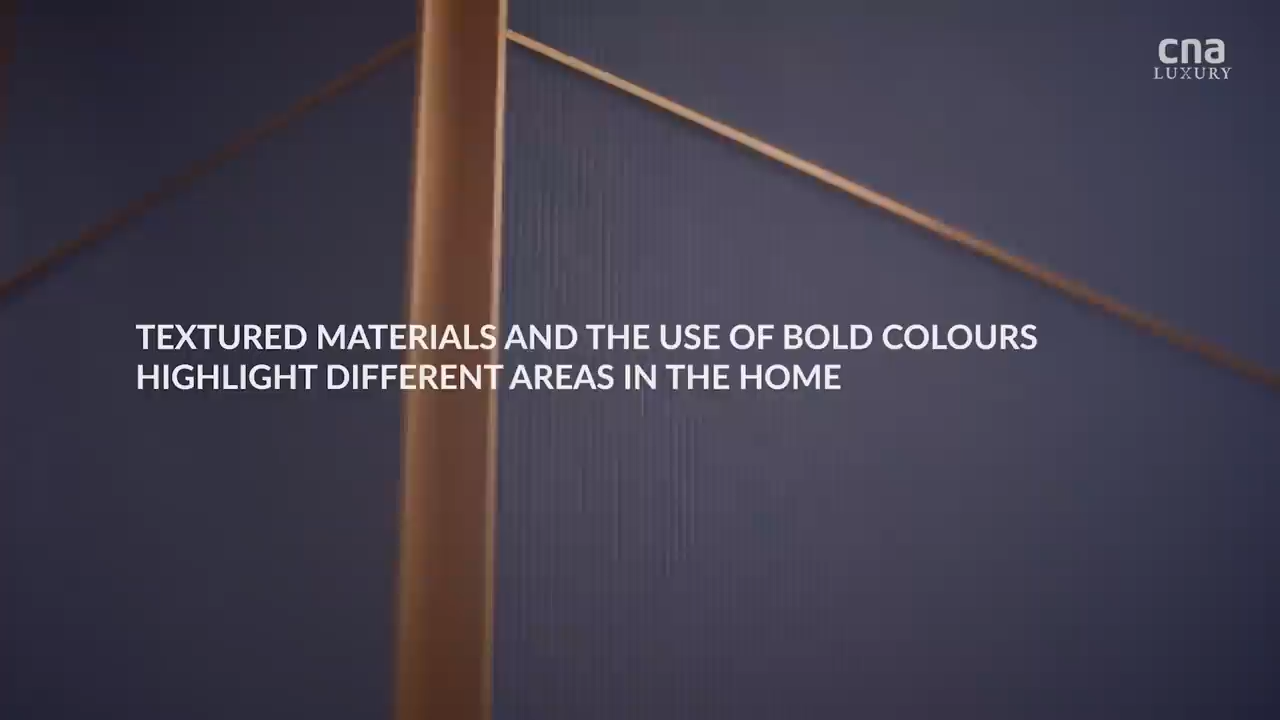 cna
LUXURY
TEXTURED MATERIALS AND THE USE OF BOLD COLOURS
HIGHLIGHT DIFFERENT AREAS IN THE HOME